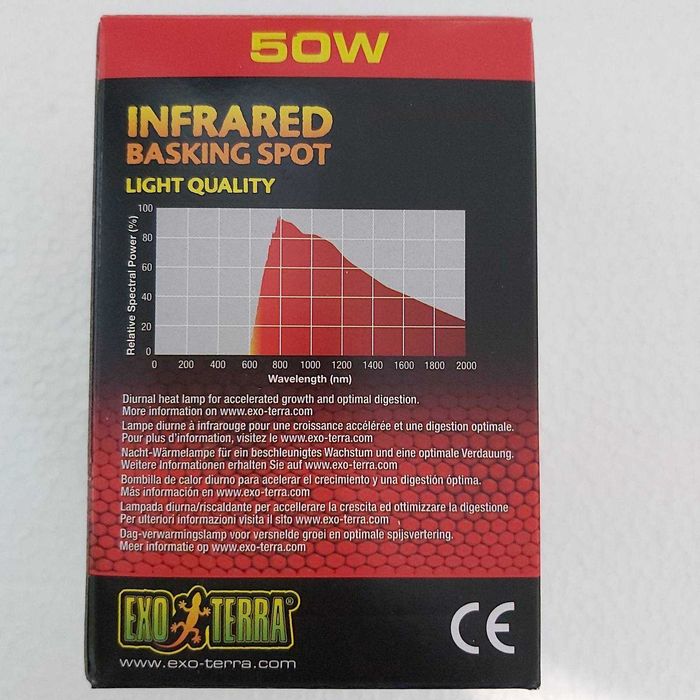 50W
INFRARED
BASKING SPOT
LIGHT QUALITY
Relative Spectral Power (%)
100
80
60
40
20
0
0 200 400 600 800 1000 1200 1400 1600 1800 2000
Wavelength (nm)
Diurnal heat lamp for accelerated growth and optimal digestion.
More information on www.exo-terra.com
Lampe diurne à infrarouge pour une croissance accélérée et une digestion optimale.
Pour plus d'information, visitez le www.exo-terra.com
Nacht-Wärmelampe für ein beschleunigtes Wachstum und eine optimale Verdauung.
Weitere Informationen erhalten Sie auf www.exo-terra.com
Bombilla de calor diurno para acelerar el crecimiento y una digestión óptima.
Más información en www.exo-terra.com
Lampada diurna/riscaldante per accellerare la crescita ed ottimizzare la digestione
Per ulteriori informazioni visita il sito www.exo-terra.com
Dag-verwarmingslamp voor versnelde groei en optimale spijsvertering.
Meer informatie op www.exo-terra.com
EXO TERRA®
www.exo-terra.com
CE